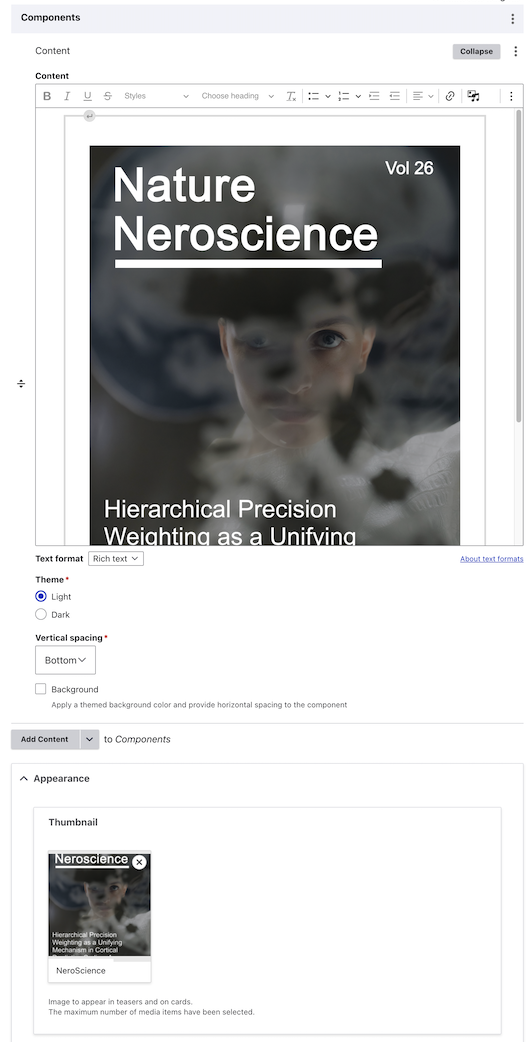 Components
Content
Collapse
Content
B I U S Styles Choose heading Tx
Nature
Neroscience
Vol 26
Hierarchical Precision
Weighting as a Unifying
Text format Rich text
About text formats
Theme*
Light
Dark
Vertical spacing*
Bottom
Background
Apply a themed background color and provide horizontal spacing to the component
Add Content to Components
Appearance
Thumbnail
Neroscience
Hierarchical Precision
Weighting as a Unifying
Mechanism in Cortical
NeroScience
Image to appear in teasers and on cards.
The maximum number of media items have been selected.